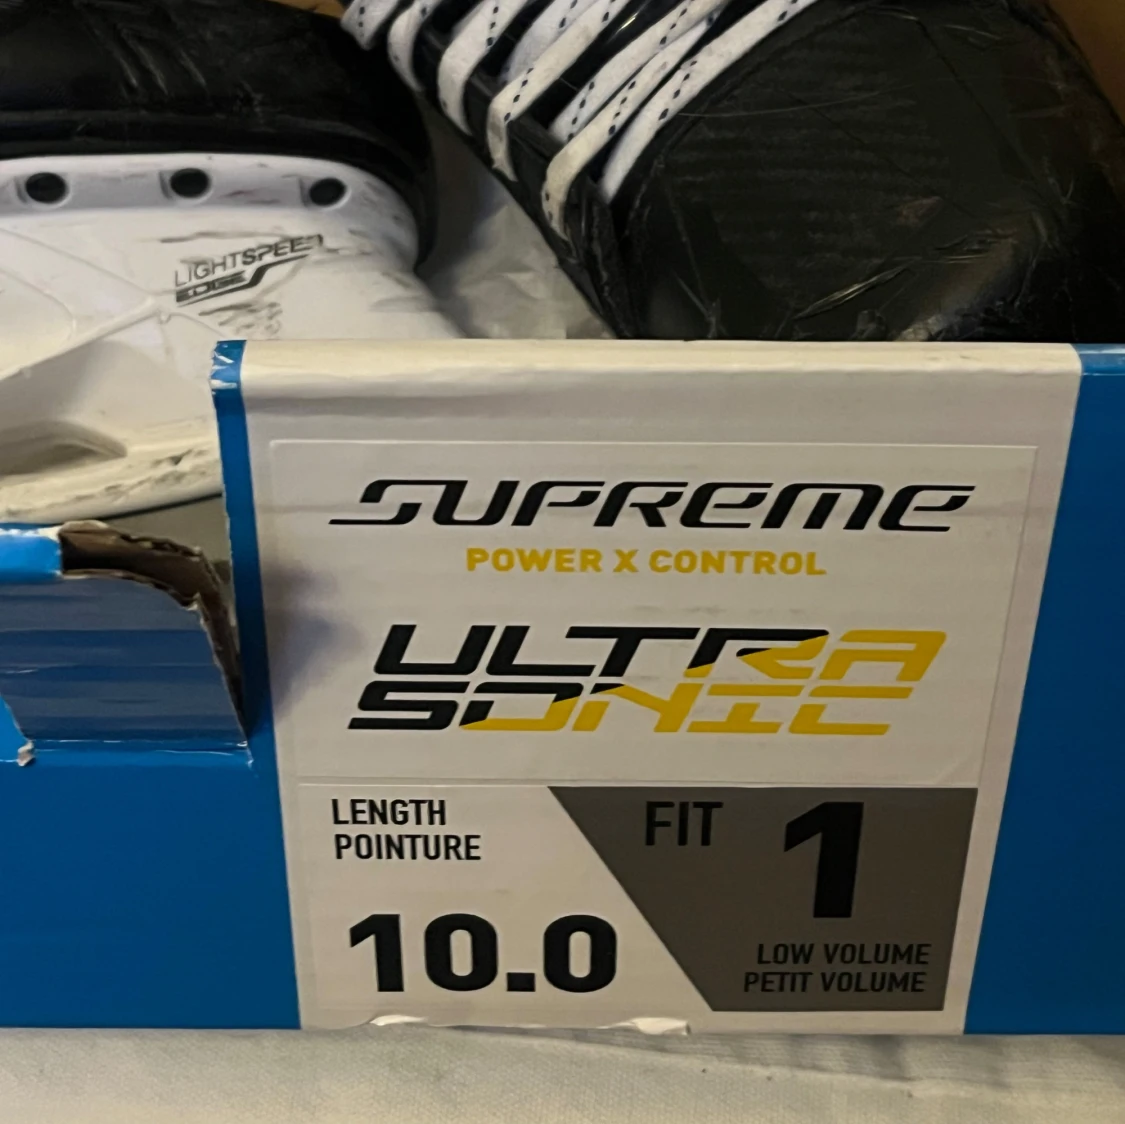 LIGHTSPEED
EDGE
SUPREME
POWER X CONTROL
ULTRA
SONIC
LENGTH
POINTURE
10.0
FIT 1
LOW VOLUME
PETIT VOLUME